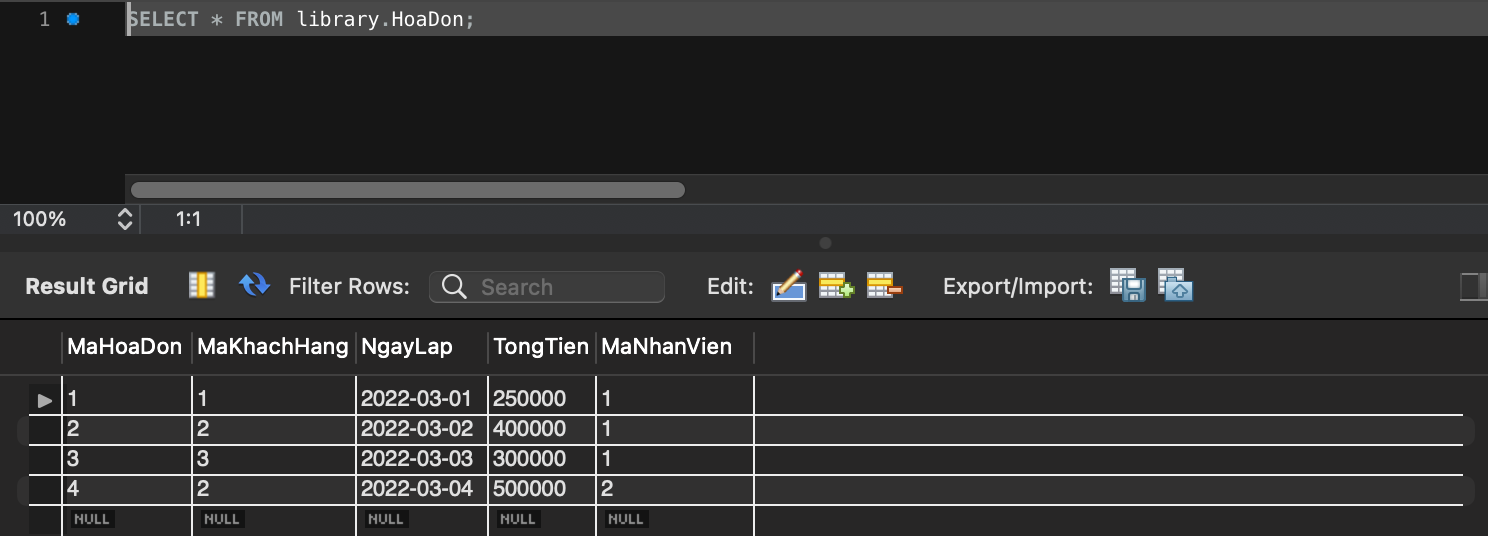 1 SELECT * FROM library.HoaDon;
100% 1:1
Result Grid Filter Rows: Search Edit: Export/Import:
MaHoaDon MaKhachHang NgayLap TongTien MaNhanVien
1 1 2022-03-01 250000 1
2 2 2022-03-02 400000 1
3 3 2022-03-03 300000 1
4 2 2022-03-04 500000 2
NULL NULL NULL NULL NULL